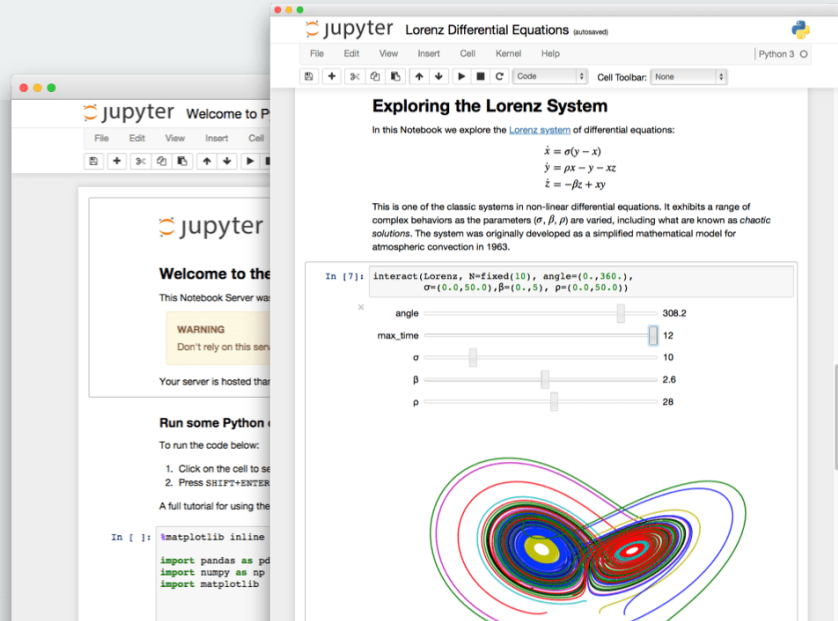 jupyter Lorenz Differential Equations (autosaved)
File Edit View Insert Cell Kernel Help Python 3
Code Cell Toolbar: None
Exploring the Lorenz System
In this Notebook we explore the Lorenz system of differential equations:
ẋ = σ(y − x)
ẏ = ρx − y − xz
ż = −βz + xy
This is one of the classic systems in non-linear differential equations. It exhibits a range of
complex behaviors as the parameters (σ, β, ρ) are varied, including what are known as chaotic
solutions. The system was originally developed as a simplified mathematical model for
atmospheric convection in 1963.
In [7]: interact(Lorenz, N=fixed(10), angle=(0.,360.),
σ=(0.0,50.0),β=(0.,5), ρ=(0.0,50.0))
angle 308.2
max_time 12
σ 10
β 2.6
ρ 28
jupyter Welcome to P
File Edit View Insert Cell
jupyter
Welcome to the
This Notebook Server was
WARNING
Don't rely on this serv
Your server is hosted than
Run some Python
To run the code below:
1. Click on the cell to se
2. Press SHIFT+ENTER
A full tutorial for using the
In [ ]: %matplotlib inline
import pandas as pd
import numpy as np
import matplotlib